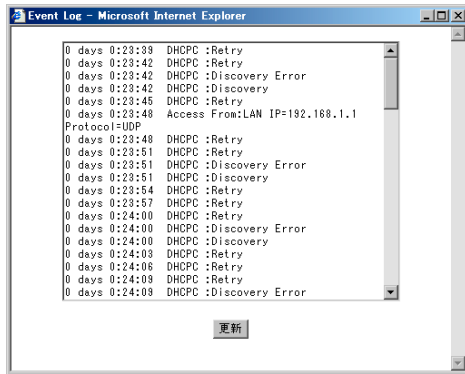 Event Log - Microsoft Internet Explorer
0 days 0:23:39 DHCPC :Retry
0 days 0:23:42 DHCPC :Retry
0 days 0:23:42 DHCPC :Discovery Error
0 days 0:23:42 DHCPC :Discovery
0 days 0:23:45 DHCPC :Retry
0 days 0:23:48 Access From:LAN IP=192.168.1.1
Protocol=UDP
0 days 0:23:48 DHCPC :Retry
0 days 0:23:51 DHCPC :Retry
0 days 0:23:51 DHCPC :Discovery Error
0 days 0:23:51 DHCPC :Discovery
0 days 0:23:54 DHCPC :Retry
0 days 0:23:57 DHCPC :Retry
0 days 0:24:00 DHCPC :Retry
0 days 0:24:00 DHCPC :Discovery Error
0 days 0:24:00 DHCPC :Discovery
0 days 0:24:03 DHCPC :Retry
0 days 0:24:06 DHCPC :Retry
0 days 0:24:09 DHCPC :Retry
0 days 0:24:09 DHCPC :Discovery Error
更新